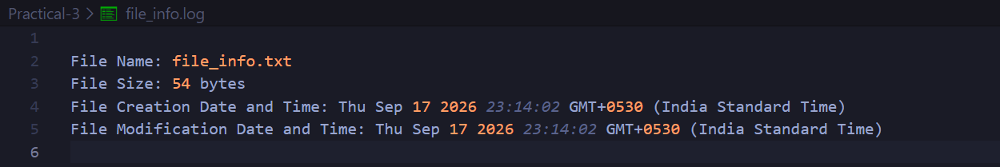 Practical-3 > file_info.log
1
2 File Name: file_info.txt
3 File Size: 54 bytes
4 File Creation Date and Time: Thu Sep 17 2026 23:14:02 GMT+0530 (India Standard Time)
5 File Modification Date and Time: Thu Sep 17 2026 23:14:02 GMT+0530 (India Standard Time)
6